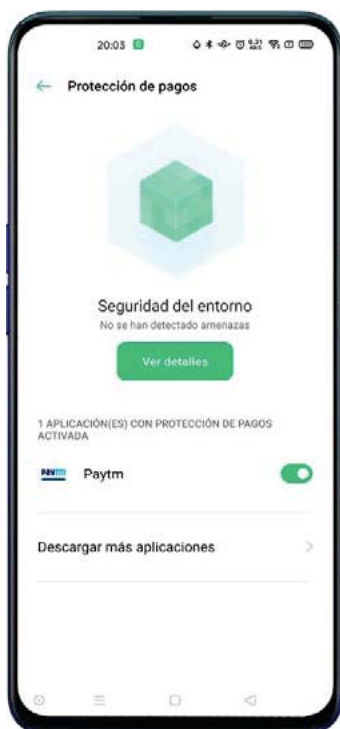 20:03
Protección de pagos
Seguridad del entorno
No se han detectado amenazas
Ver detalles
1 APLICACIÓN(ES) CON PROTECCIÓN DE PAGOS
ACTIVADA
Paytm
Paytm
Descargar más aplicaciones